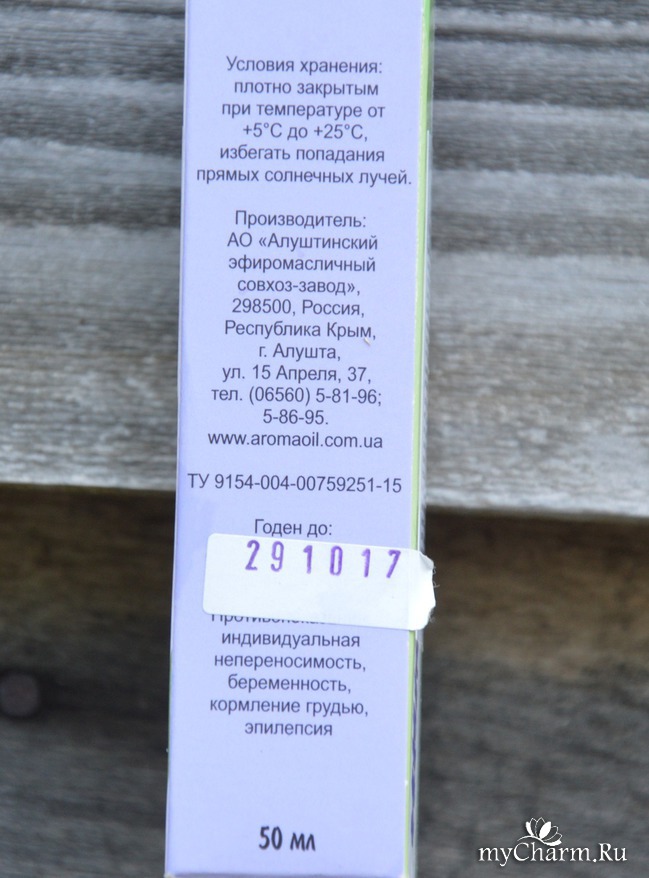 Условия хранения:
плотно закрытым
при температуре от
+5°C до +25°C,
избегать попадания
прямых солнечных лучей.
Производитель:
АО «Алуштинский
эфиромасличный
совхоз-завод»,
298500, Россия,
Республика Крым,
г. Алушта,
ул. 15 Апреля, 37,
тел. (06560) 5-81-96;
5-86-95.
www.aromaoil.com.ua
ТУ 9154-004-00759251-15
Годен до:
291017
индивидуальная
непереносимость,
беременность,
кормление грудью,
эпилепсия
50 мл
myCharm.Ru